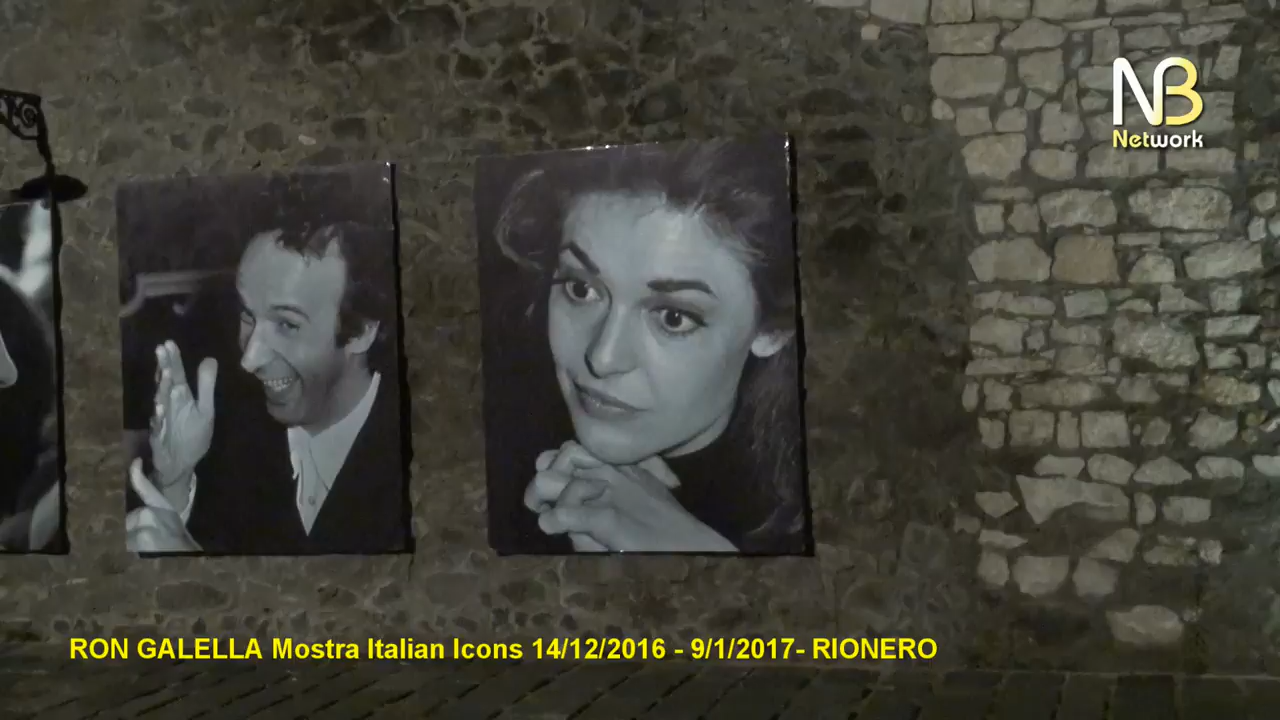 NB
Network
RON GALELLA Mostra Italian Icons 14/12/2016 - 9/1/2017- RIONERO